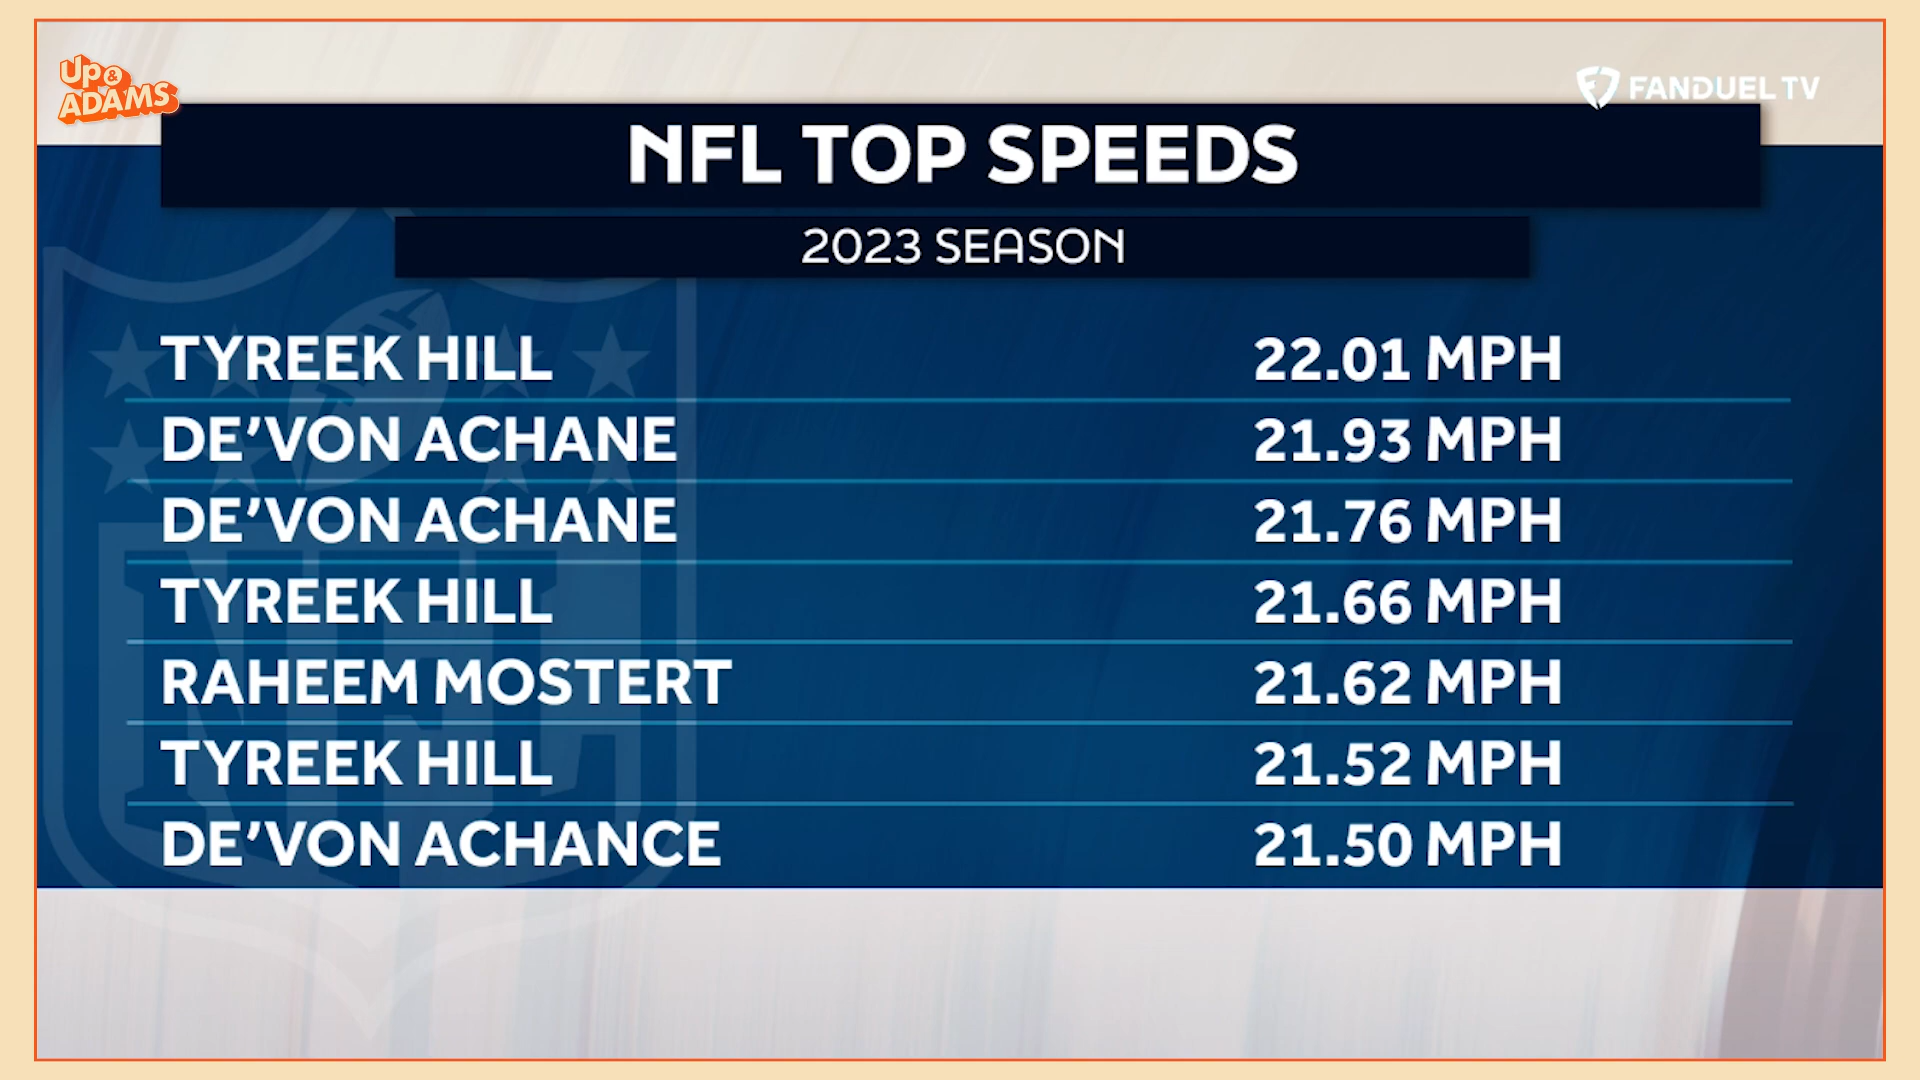 Up &
ADAMS
FANDUEL TV
NFL TOP SPEEDS
2023 SEASON
TYREEK HILL 22.01 MPH
DE'VON ACHANE 21.93 MPH
DE'VON ACHANE 21.76 MPH
TYREEK HILL 21.66 MPH
RAHEEM MOSTERT 21.62 MPH
TYREEK HILL 21.52 MPH
DE'VON ACHANCE 21.50 MPH
NFL